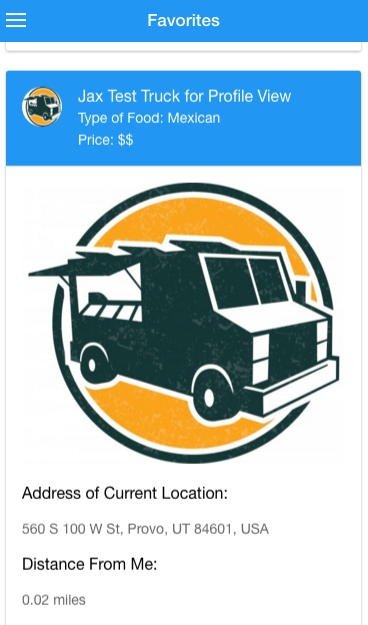 Favorites
Jax Test Truck for Profile View
Type of Food: Mexican
Price: $$
Address of Current Location:
560 S 100 W St, Provo, UT 84601, USA
Distance From Me:
0.02 miles